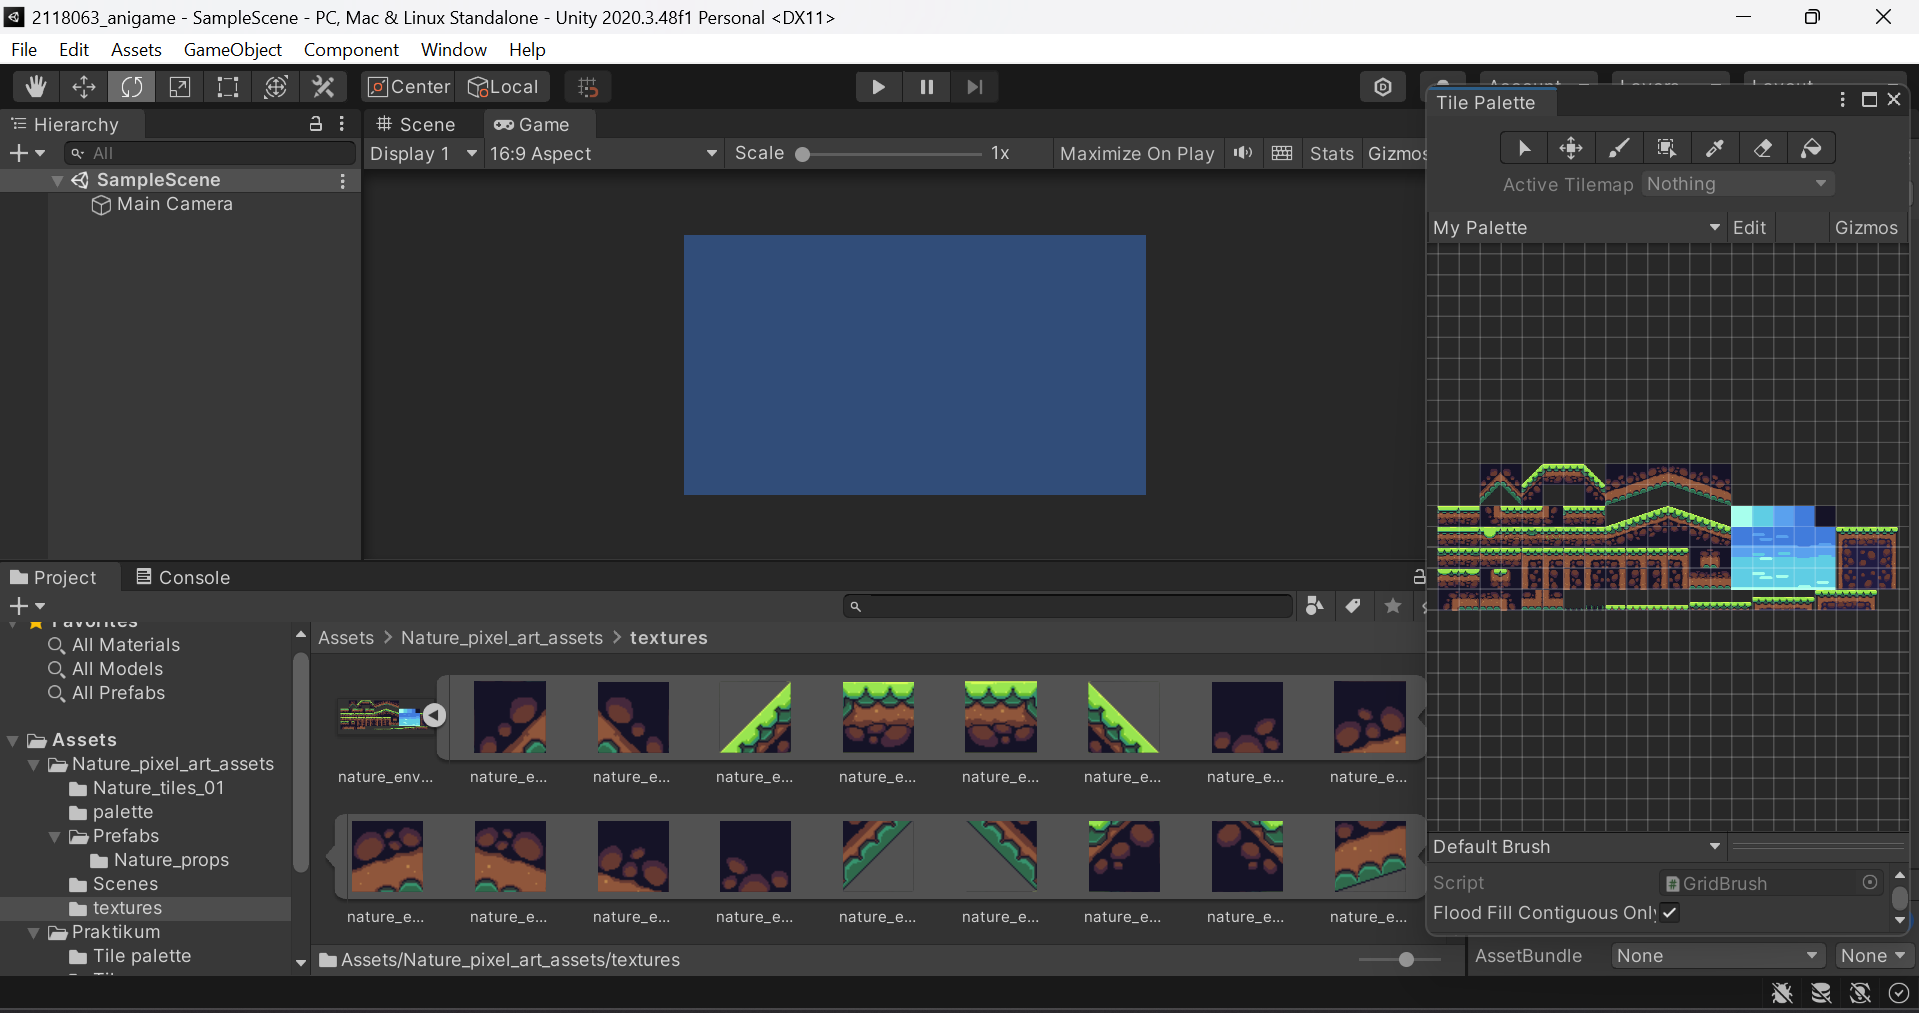 2118063_anigame - SampleScene - PC, Mac & Linux Standalone - Unity 2020.3.48f1 Personal <DX11>
File Edit Assets GameObject Component Window Help
Center Local
Hierarchy
All
SampleScene
Main Camera
Scene Game
Display 1 16:9 Aspect Scale 1x Maximize On Play Stats Gizmos
Tile Palette
Active Tilemap Nothing
My Palette Edit Gizmos
Default Brush
Script GridBrush
Flood Fill Contiguous Only
AssetBundle None None
Project Console
Favorites
All Materials
All Models
All Prefabs
Assets
Nature_pixel_art_assets
Nature_tiles_01
palette
Prefabs
Nature_props
Scenes
textures
Praktikum
Tile palette
Assets > Nature_pixel_art_assets > textures
nature_env... nature_e... nature_e... nature_e... nature_e... nature_e... nature_e... nature_e... nature_e...
nature_e... nature_e... nature_e... nature_e... nature_e... nature_e... nature_e... nature_e... nature_e...
Assets/Nature_pixel_art_assets/textures